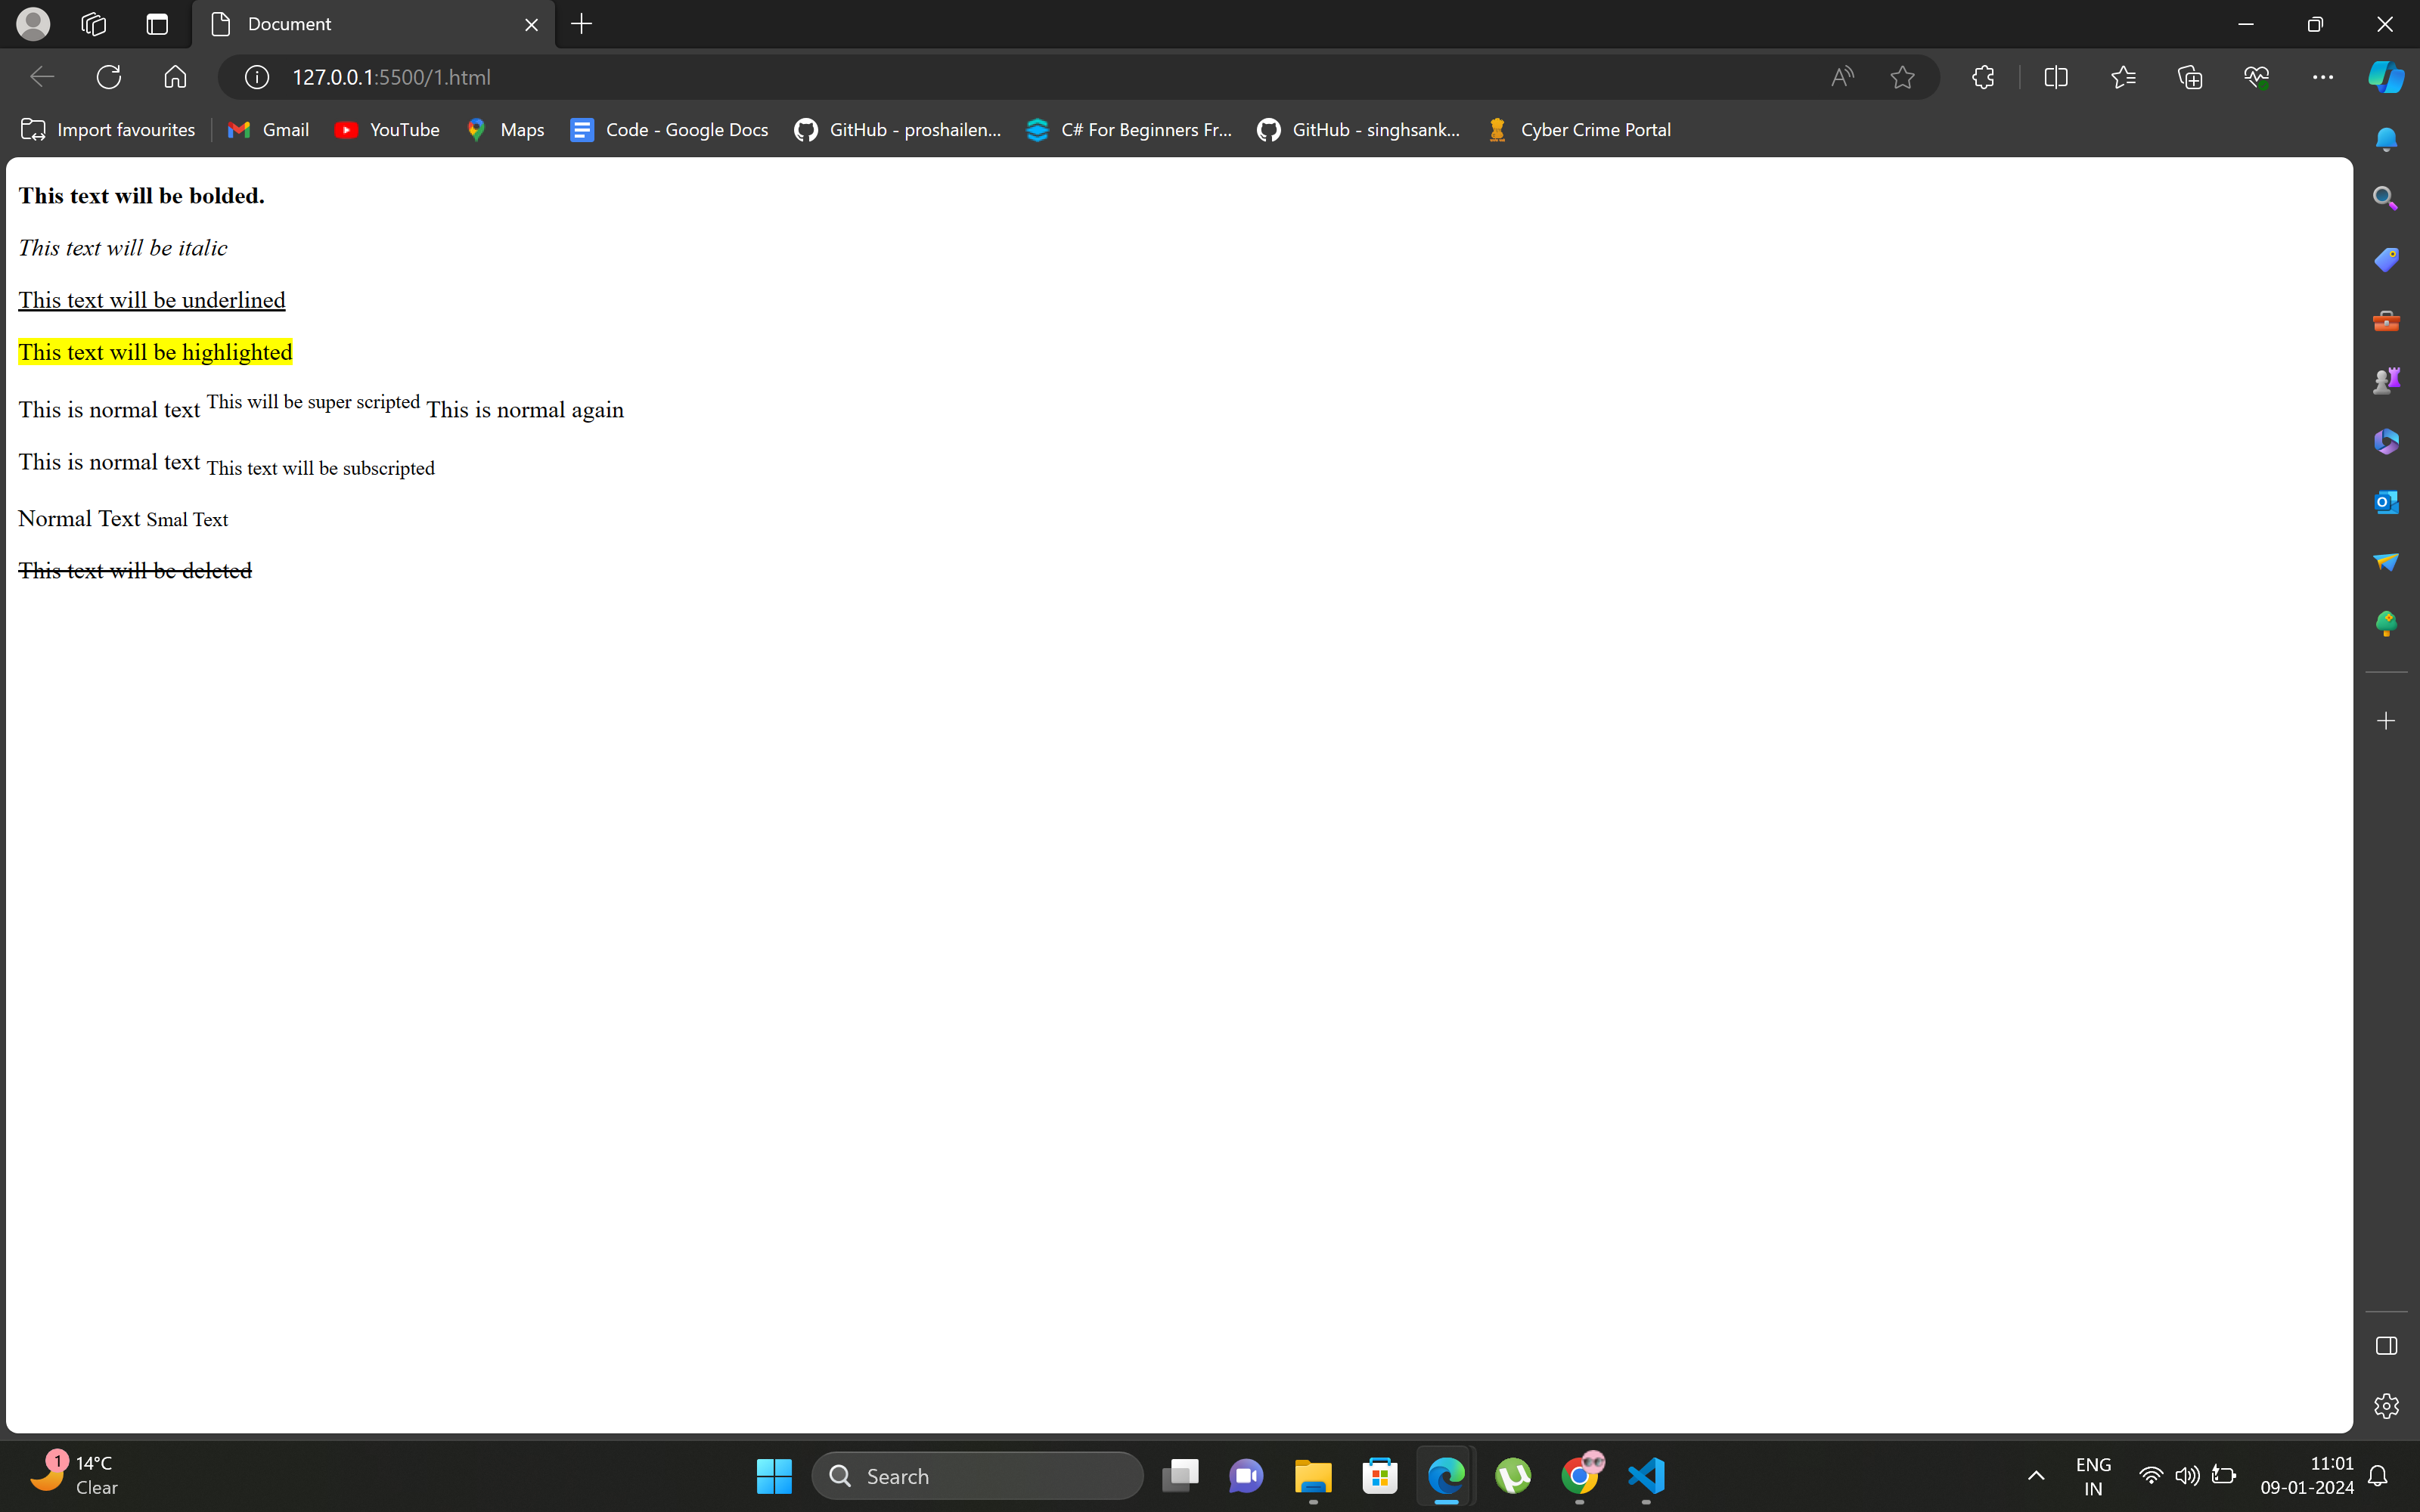 Document
127.0.0.1:5500/1.html
Import favourites Gmail YouTube Maps Code - Google Docs GitHub - proshailen... C# For Beginners Fr... GitHub - singhsank... Cyber Crime Portal
This text will be bolded.
This text will be italic
This text will be underlined
This text will be highlighted
This is normal text This will be super scripted This is normal again
This is normal text This text will be subscripted
Normal Text Smal Text
This text will be deleted
1 14°C
Clear
Search
ENG
IN
11:01
09-01-2024